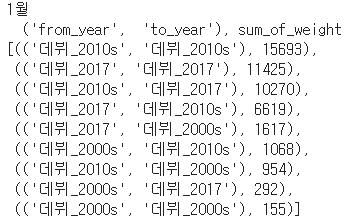 1월
('from_year', 'to_year'), sum_of_weight
[(('데뷔_2010s', '데뷔_2010s'), 15693),
(('데뷔_2017', '데뷔_2017'), 11425),
(('데뷔_2010s', '데뷔_2017'), 10270),
(('데뷔_2017', '데뷔_2010s'), 6619),
(('데뷔_2017', '데뷔_2000s'), 1617),
(('데뷔_2000s', '데뷔_2010s'), 1068),
(('데뷔_2010s', '데뷔_2000s'), 954),
(('데뷔_2000s', '데뷔_2017'), 292),
(('데뷔_2000s', '데뷔_2000s'), 155)]